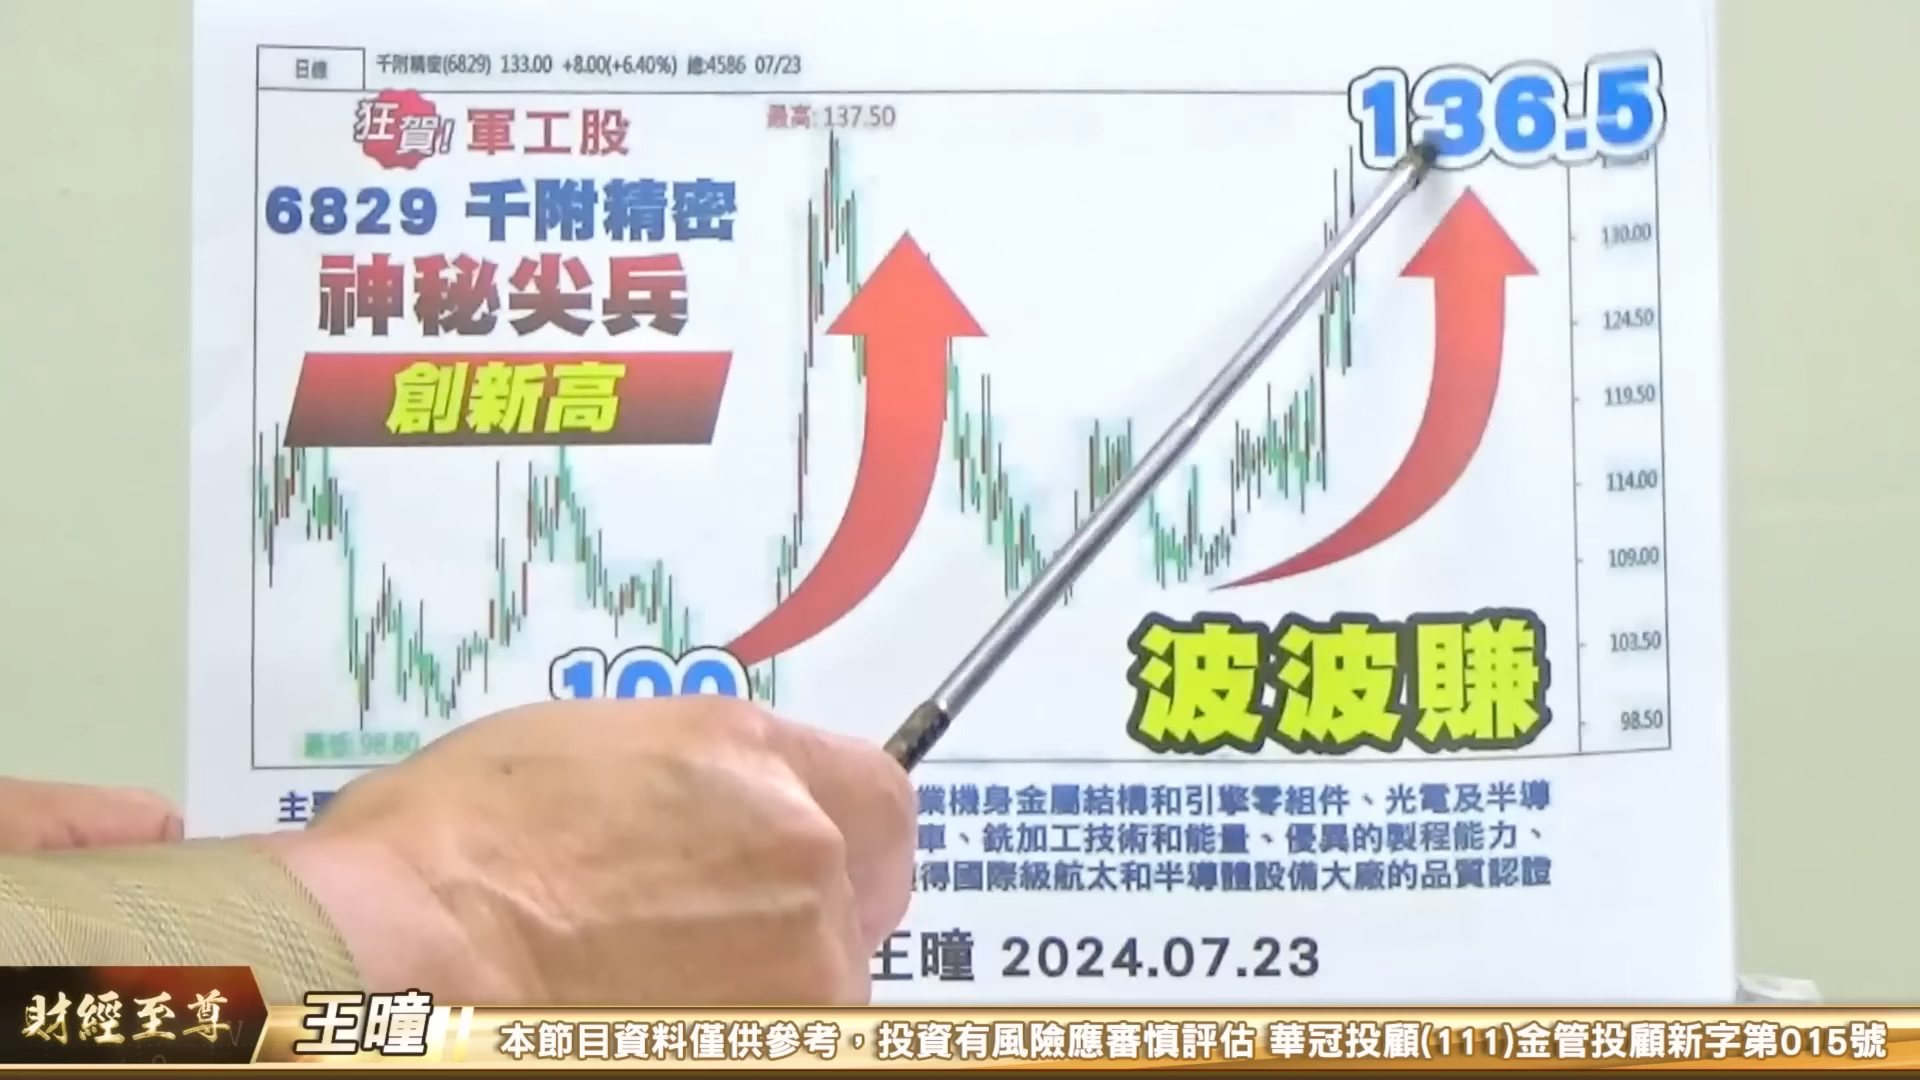 日線
千附精密(6829) 133.00 +8.00(+6.40%) 總:4586 07/23
狂賀! 軍工股
6829 千附精密
神秘尖兵
創新高
最高:137.50
136.5
130.00
124.50
119.50
114.00
109.00
103.50
98.50
100
最低:98.80
波波賺
主
業機身金屬結構和引擎零組件、光電及半導
車、銑加工技術和能量、優異的製程能力、
得國際級航太和半導體設備大廠的品質認證
王曈 2024.07.23
財經至尊
王曈
本節目資料僅供參考，投資有風險應審慎評估 華冠投顧(111)金管投顧新字第015號